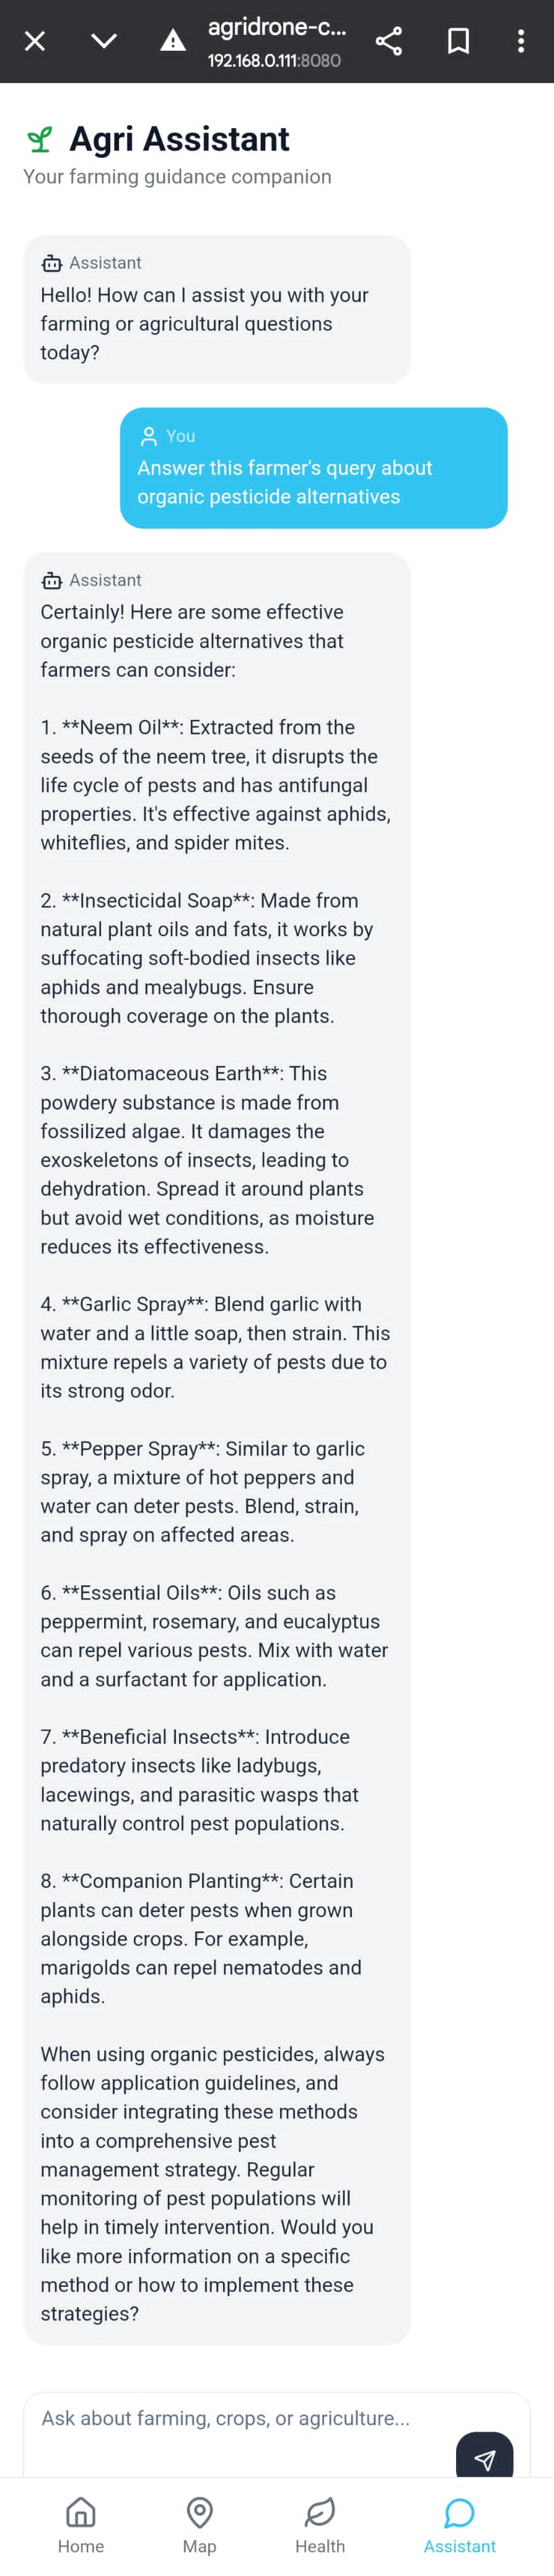 agridrone-c...
192.168.0.111:8080
Agri Assistant
Your farming guidance companion
Assistant
Hello! How can I assist you with your
farming or agricultural questions
today?
You
Answer this farmer's query about
organic pesticide alternatives
Assistant
Certainly! Here are some effective
organic pesticide alternatives that
farmers can consider:
1. **Neem Oil**: Extracted from the
seeds of the neem tree, it disrupts the
life cycle of pests and has antifungal
properties. It's effective against aphids,
whiteflies, and spider mites.
2. **Insecticidal Soap**: Made from
natural plant oils and fats, it works by
suffocating soft-bodied insects like
aphids and mealybugs. Ensure
thorough coverage on the plants.
3. **Diatomaceous Earth**: This
powdery substance is made from
fossilized algae. It damages the
exoskeletons of insects, leading to
dehydration. Spread it around plants
but avoid wet conditions, as moisture
reduces its effectiveness.
4. **Garlic Spray**: Blend garlic with
water and a little soap, then strain. This
mixture repels a variety of pests due to
its strong odor.
5. **Pepper Spray**: Similar to garlic
spray, a mixture of hot peppers and
water can deter pests. Blend, strain,
and spray on affected areas.
6. **Essential Oils**: Oils such as
peppermint, rosemary, and eucalyptus
can repel various pests. Mix with water
and a surfactant for application.
7. **Beneficial Insects**: Introduce
predatory insects like ladybugs,
lacewings, and parasitic wasps that
naturally control pest populations.
8. **Companion Planting**: Certain
plants can deter pests when grown
alongside crops. For example,
marigolds can repel nematodes and
aphids.
When using organic pesticides, always
follow application guidelines, and
consider integrating these methods
into a comprehensive pest
management strategy. Regular
monitoring of pest populations will
help in timely intervention. Would you
like more information on a specific
method or how to implement these
strategies?
Ask about farming, crops, or agriculture...
Home
Map
Health
Assistant